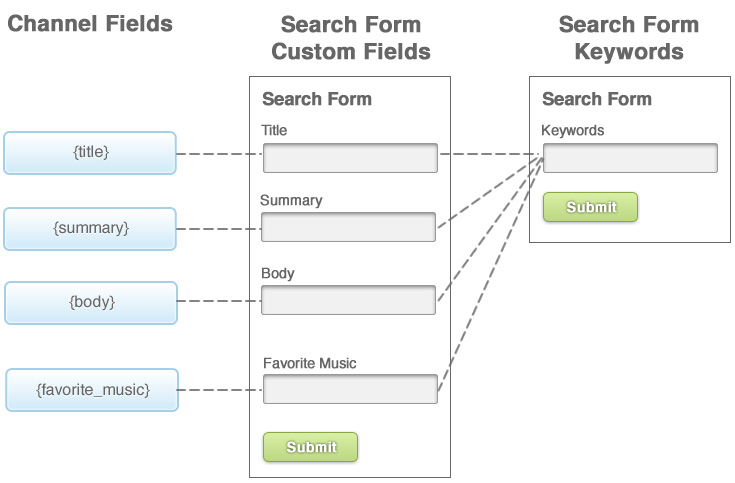 Channel Fields
Search Form
Custom Fields
Search Form
Keywords
{title}
{summary}
{body}
{favorite_music}
Search Form
Title
Summary
Body
Favorite Music
Submit
Search Form
Keywords
Submit